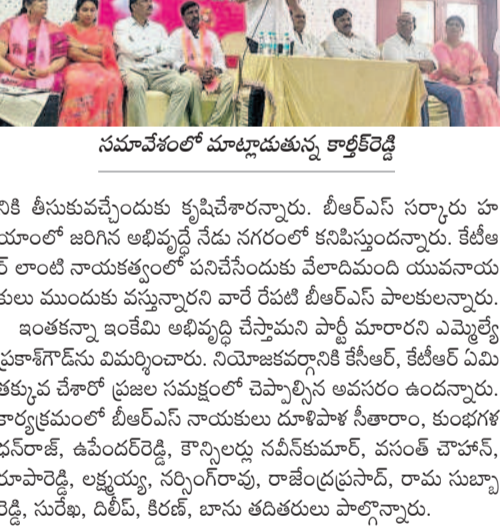 సమావేశంలో మాట్లాడుతున్న కార్తీక్‌రెడ్డి
నికి తీసుకువచ్చేందుకు కృషిచేశారన్నారు. బీఆర్ఎస్ సర్కారు హ
యాంలో జరిగిన అభివృద్ధే నేడు నగరంలో కనిపిస్తుందన్నారు. కేటీఆ
ర్ లాంటి నాయకత్వంలో పనిచేసేందుకు వేలాదిమంది యువనాయ
కులు ముందుకు వస్తున్నారని వారే రేపటి బీఆర్ఎస్ పాలకులన్నారు.
ఇంతకన్నా ఇంకేమి అభివృద్ధి చేస్తామని పార్టీ మారారని ఎమ్మెల్యే
ప్రకాశ్‌గౌడ్‌ను విమర్శించారు. నియోజకవర్గానికి కేసీఆర్, కేటీఆర్ ఏమి
తక్కువ చేశారో ప్రజల సమక్షంలో చెప్పాల్సిన అవసరం ఉందన్నారు.
కార్యక్రమంలో బీఆర్ఎస్ నాయకులు దూళిపాళ సీతారాం, కుంభగళ
ధన్‌రాజ్, ఉపేందర్‌రెడ్డి, కౌన్సిలర్లు నవీన్‌కుమార్, వసంత్ చౌహాన్,
రూపారెడ్డి, లక్ష్మయ్య, నర్సింగ్‌రావు, రాజేంద్రప్రసాద్, రామ సుబ్బా
రెడ్డి, సురేఖ, దిలీప్, కిరణ్, బాను తదితరులు పాల్గొన్నారు.